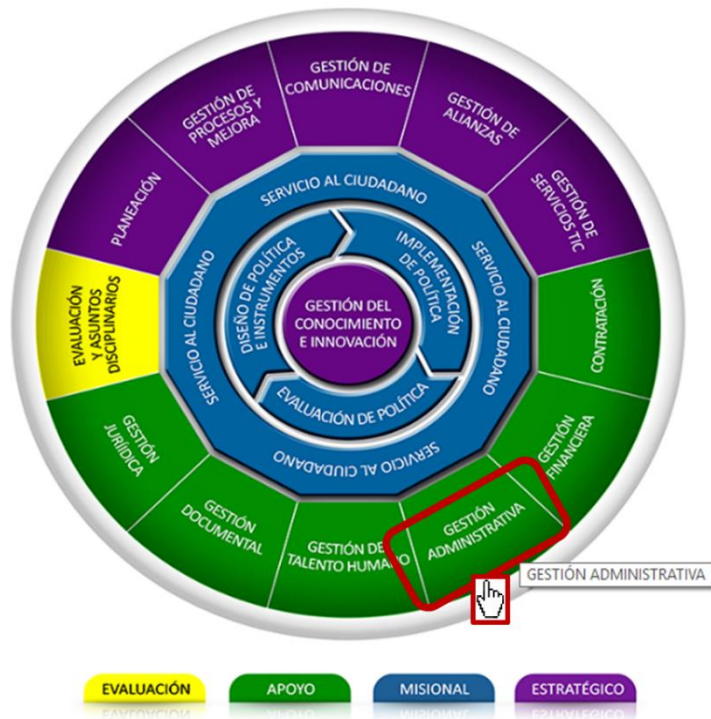 GESTIÓN DE
COMUNICACIONES
GESTIÓN DE
ALIANZAS
GESTIÓN DE
SERVICIOS TIC
CONTRATACIÓN
GESTIÓN
FINANCIERA
GESTIÓN
ADMINISTRATIVA
GESTIÓN DE
TALENTO HUMANO
GESTIÓN
DOCUMENTAL
GESTIÓN
JURÍDICA
EVALUACIÓN
Y ASUNTOS
DISCIPLINARIOS
PLANEACIÓN
GESTIÓN DE
PROCESOS Y
MEJORA
SERVICIO AL CIUDADANO
SERVICIO AL CIUDADANO
SERVICIO AL CIUDADANO
SERVICIO AL CIUDADANO
DISEÑO DE POLÍTICA
E INSTRUMENTOS
IMPLEMENTACIÓN
DE POLÍTICA
EVALUACIÓN DE POLÍTICA
GESTIÓN DEL
CONOCIMIENTO
E INNOVACIÓN
GESTIÓN ADMINISTRATIVA
EVALUACIÓN
APOYO
MISIONAL
ESTRATÉGICO